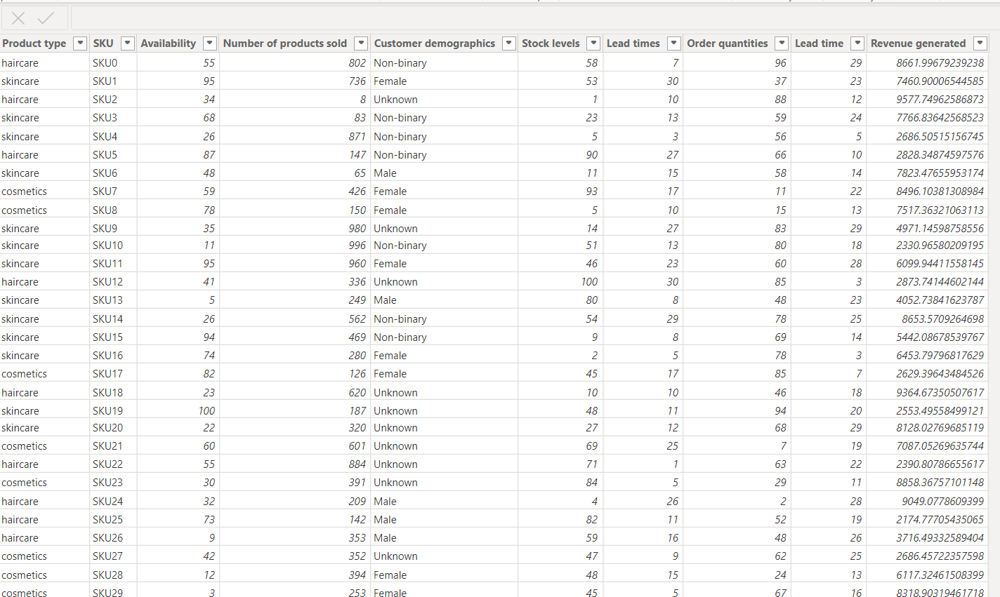 Product type SKU Availability Number of products sold Customer demographics Stock levels Lead times Order quantities Lead time Revenue generated
haircare SKU0 55 802 Non-binary 58 7 96 29 8661.99679239238
skincare SKU1 95 736 Female 53 30 37 23 7460.90006544585
haircare SKU2 34 8 Unknown 1 10 88 12 9577.74962586873
skincare SKU3 68 83 Non-binary 23 13 59 24 7766.83642568523
skincare SKU4 26 871 Non-binary 5 3 56 5 2686.50515156745
haircare SKU5 87 147 Non-binary 90 27 66 10 2828.34874597576
skincare SKU6 48 65 Male 11 15 58 14 7823.47655953174
cosmetics SKU7 59 426 Female 93 17 11 22 8496.10381308984
cosmetics SKU8 78 150 Female 5 10 15 13 7517.36321063113
skincare SKU9 35 980 Unknown 14 27 83 29 4971.14598758556
skincare SKU10 11 996 Non-binary 51 13 80 18 2330.96580209195
skincare SKU11 95 960 Female 46 23 60 28 6099.94411558145
haircare SKU12 41 336 Unknown 100 30 85 3 2873.74144602144
skincare SKU13 5 249 Male 80 8 48 23 4052.73841623787
skincare SKU14 26 562 Non-binary 54 29 78 25 8653.5709264698
skincare SKU15 94 469 Non-binary 9 8 69 14 5442.08678539767
skincare SKU16 74 280 Female 2 5 78 3 6453.79796817629
cosmetics SKU17 82 126 Female 45 17 85 7 2629.39643484526
haircare SKU18 23 620 Unknown 10 10 46 18 9364.67350507617
skincare SKU19 100 187 Unknown 48 11 94 20 2553.49558499121
skincare SKU20 22 320 Unknown 27 12 68 29 8128.02769685119
cosmetics SKU21 60 601 Unknown 69 25 7 19 7087.05269635744
haircare SKU22 55 884 Unknown 71 1 63 22 2390.80786655617
cosmetics SKU23 30 391 Unknown 84 5 29 11 8858.36757101148
haircare SKU24 32 209 Male 4 26 2 28 9049.0778609399
haircare SKU25 73 142 Male 82 11 52 19 2174.77705435065
haircare SKU26 9 353 Male 59 16 48 26 3716.49332589404
cosmetics SKU27 42 352 Unknown 47 9 62 25 2686.45722357598
cosmetics SKU28 12 394 Female 48 15 24 13 6117.32461508399
cosmetics SKU29 3 253 Female 45 5 67 16 8318.90319461718